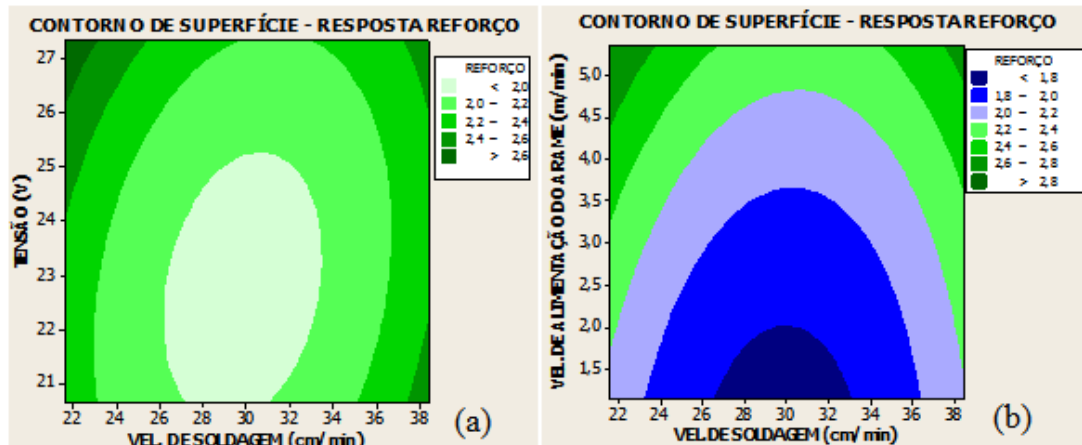 CONTORNO DE SUPERFÍCIE - RESPOSTA REFORÇO
TENSÃO (V)
27
26
25
24
23
22
21
22 24 26 28 30 32 34 36 38
VEL. DE SOLDAGEM (cm/min)
REFORÇO
< 2,0
2,0 – 2,2
2,2 – 2,4
2,4 – 2,6
> 2,6
(a)
CONTORNO DE SUPERFÍCIE - RESPOSTA REFORÇO
VEL. DE ALIMENTAÇÃO DO ARAME (m/min)
5,0
4,5
4,0
3,5
3,0
2,5
2,0
1,5
22 24 26 28 30 32 34 36 38
VEL. DE SOLDAGEM (cm/min)
REFORÇO
< 1,8
1,8 – 2,0
2,0 – 2,2
2,2 – 2,4
2,4 – 2,6
2,6 – 2,8
> 2,8
(b)